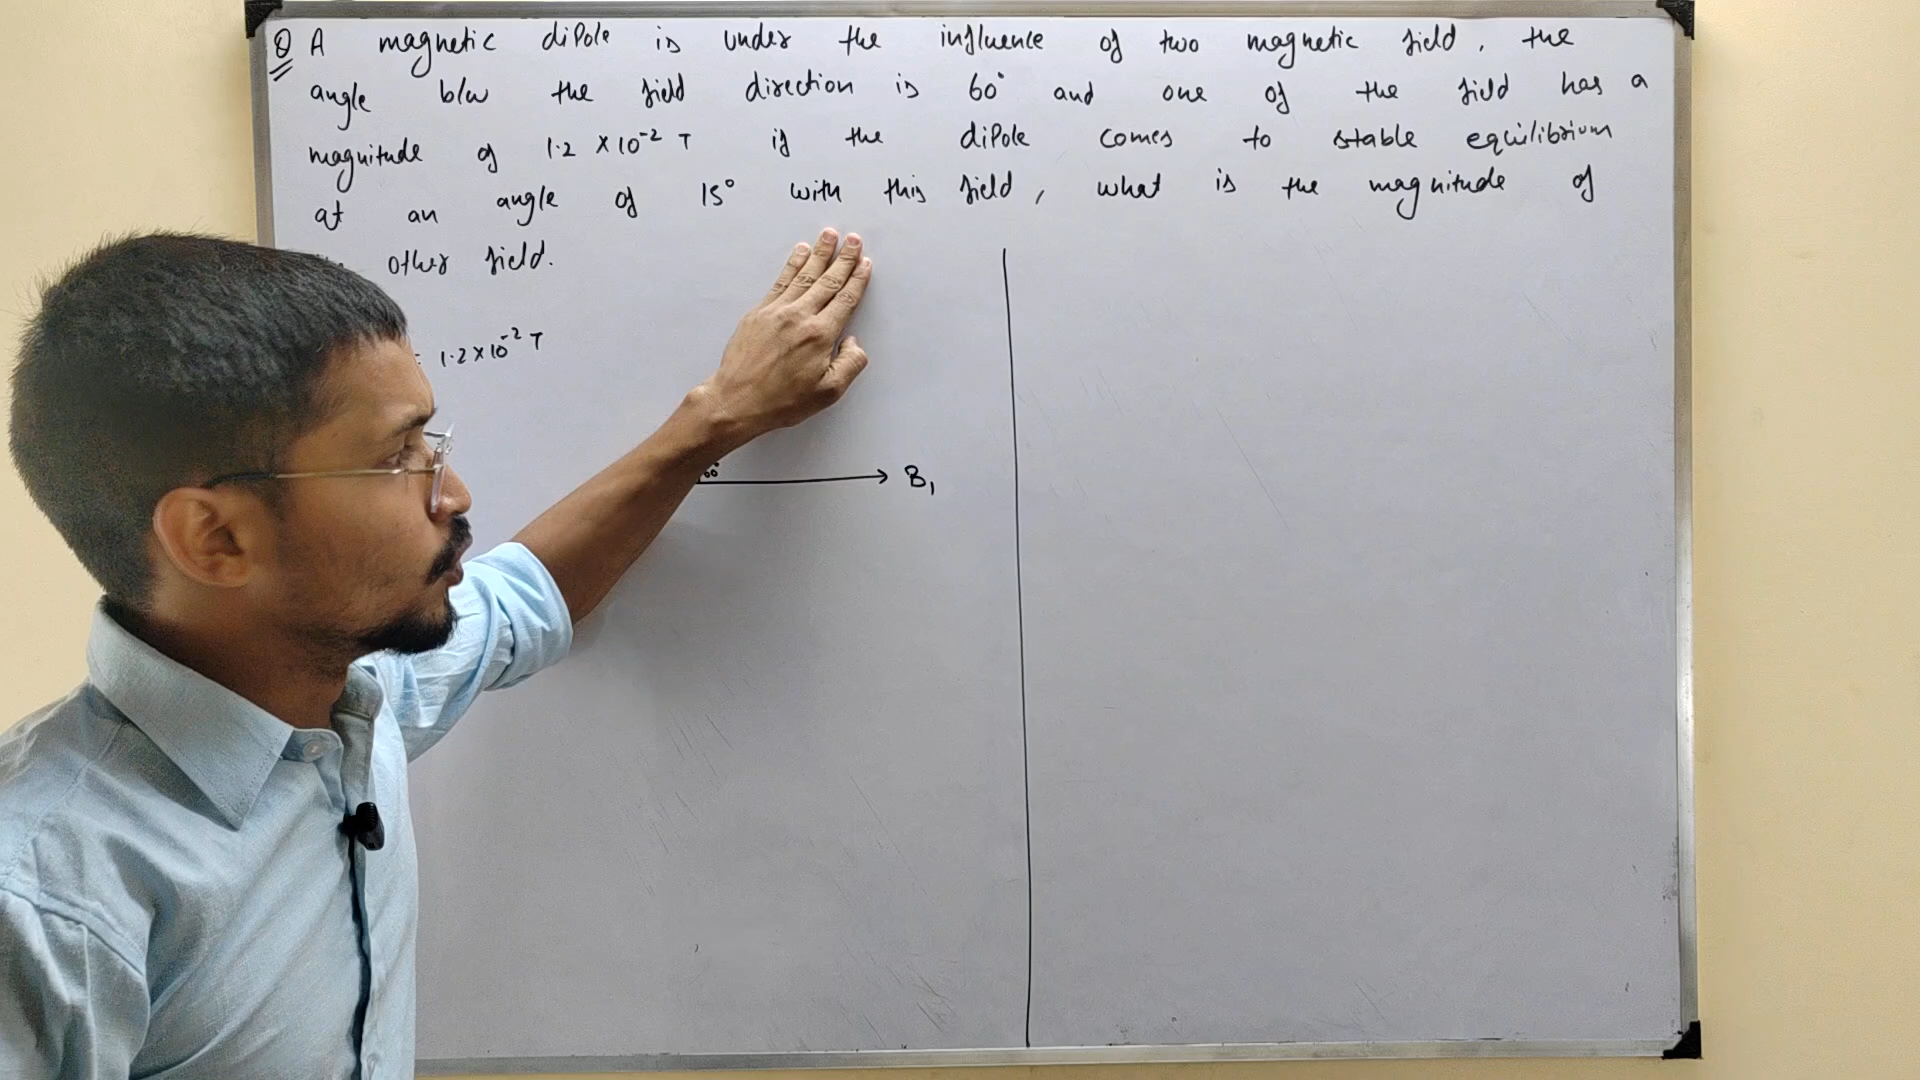 Q A magnetic dipole is under the influence of two magnetic field, the
angle b/w the field direction is 60° and one of the field has a
magnitude of 1.2 × 10⁻² T if the dipole comes to stable equilibrium
at an angle of 15° with this field, what is the magnitude of
other field.
= 1.2 × 10⁻² T
60°
B₁